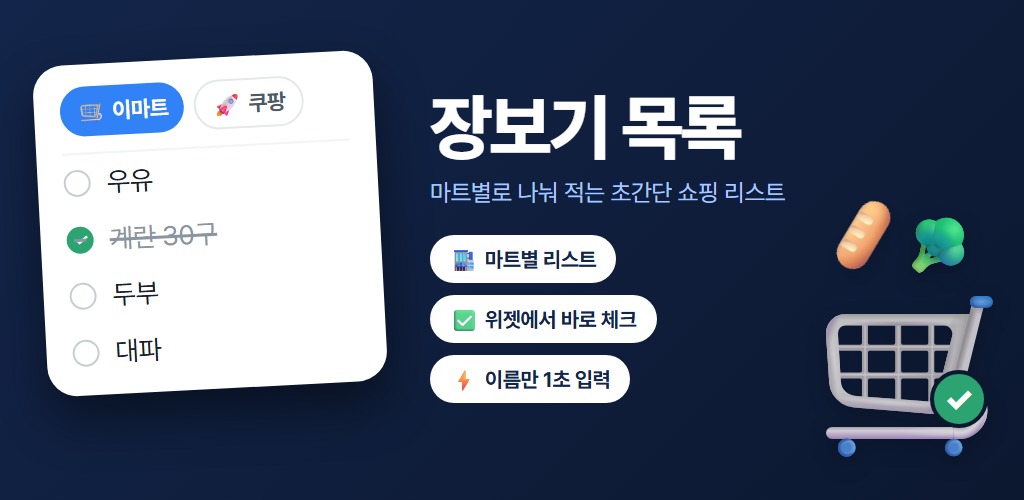 이마트
쿠팡
우유
계란 30구
두부
대파
장보기 목록
마트별로 나눠 적는 초간단 쇼핑 리스트
마트별 리스트
위젯에서 바로 체크
이름만 1초 입력